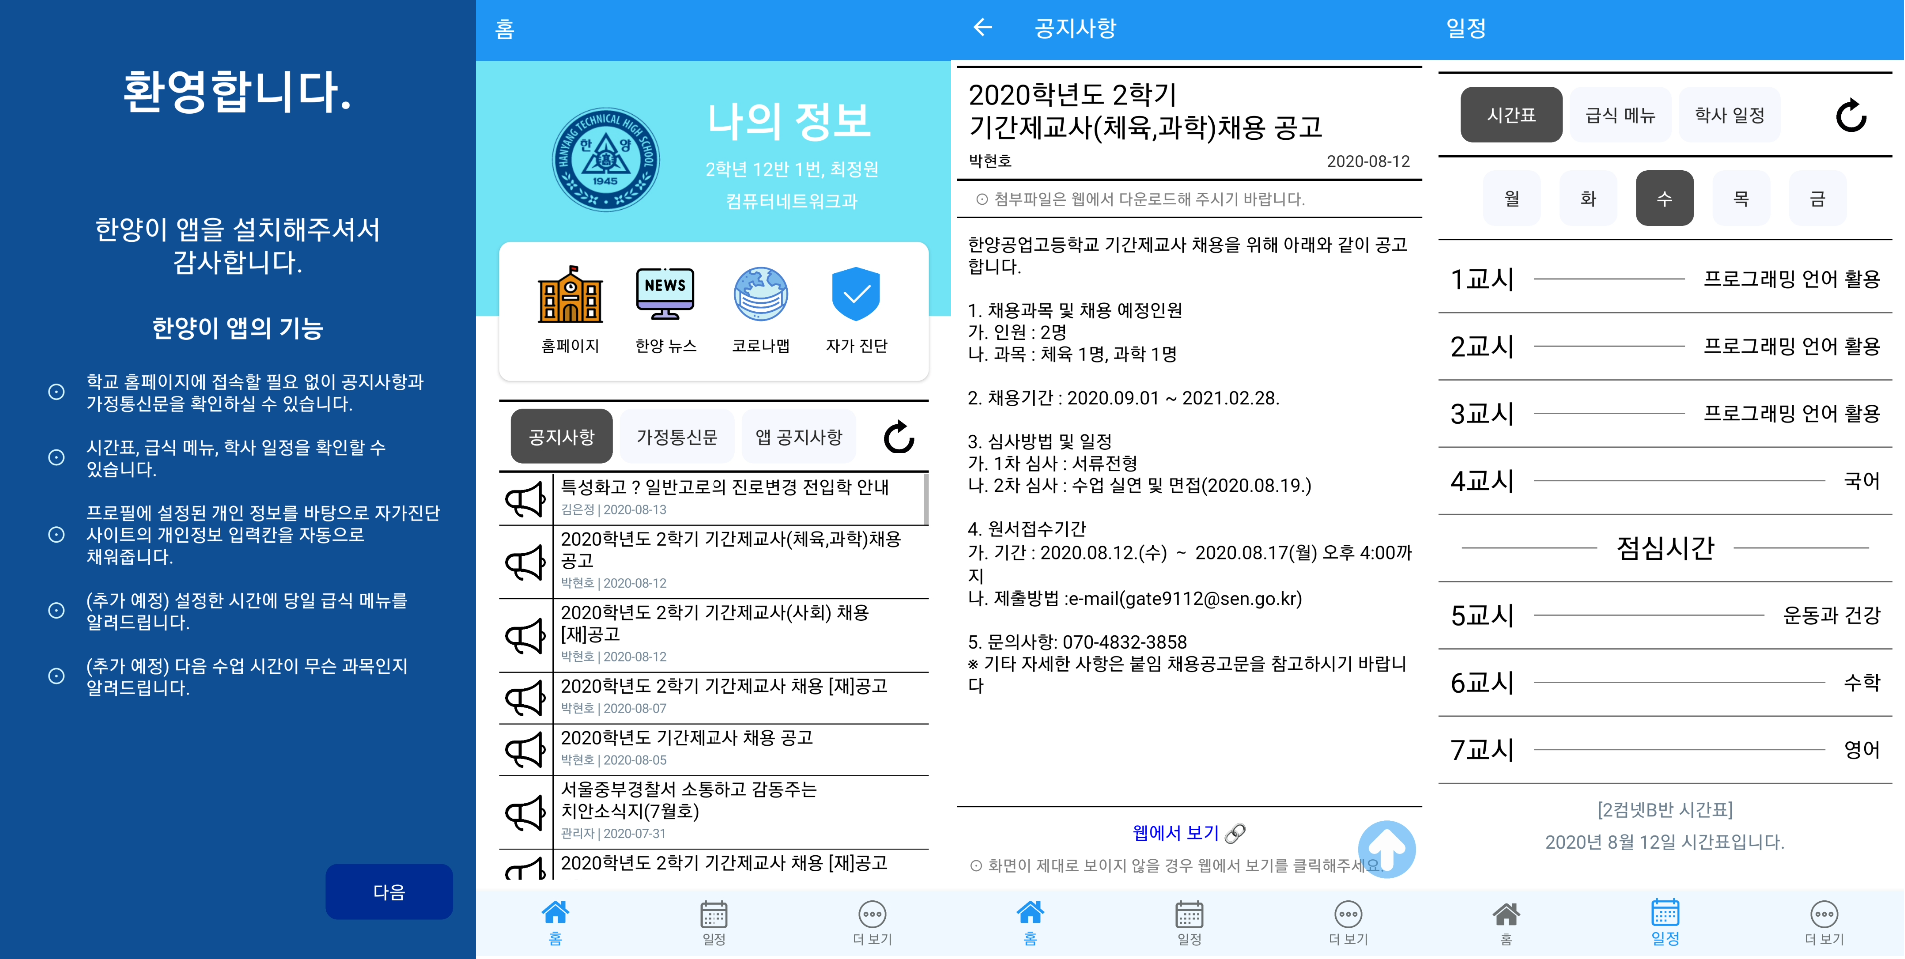 환영합니다.
한양이 앱을 설치해주셔서
감사합니다.
한양이 앱의 기능
학교 홈페이지에 접속할 필요 없이 공지사항과
가정통신문을 확인하실 수 있습니다.
시간표, 급식 메뉴, 학사 일정을 확인할 수
있습니다.
프로필에 설정된 개인 정보를 바탕으로 자가진단
사이트의 개인정보 입력칸을 자동으로
채워줍니다.
(추가 예정) 설정한 시간에 당일 급식 메뉴를
알려드립니다.
(추가 예정) 다음 수업 시간이 무슨 과목인지
알려드립니다.
다음
홈
HANYANG TECHNICAL HIGH SCHOOL
한 양
1945
나의 정보
2학년 12반 1번, 최정원
컴퓨터네트워크과
NEWS
홈페이지
한양 뉴스
코로나맵
자가 진단
공지사항
가정통신문
앱 공지사항
특성화고 ? 일반고로의 진로변경 전입학 안내
김은정 | 2020-08-13
2020학년도 2학기 기간제교사(체육,과학)채용
공고
박현호 | 2020-08-12
2020학년도 2학기 기간제교사(사회) 채용
[재]공고
박현호 | 2020-08-12
2020학년도 2학기 기간제교사 채용 [재]공고
박현호 | 2020-08-07
2020학년도 기간제교사 채용 공고
박현호 | 2020-08-05
서울중부경찰서 소통하고 감동주는
치안소식지(7월호)
관리자 | 2020-07-31
2020학년도 2학기 기간제교사 채용 [재]공고
홈
일정
더 보기
공지사항
2020학년도 2학기
기간제교사(체육,과학)채용 공고
박현호
2020-08-12
⊙ 첨부파일은 웹에서 다운로드해 주시기 바랍니다.
한양공업고등학교 기간제교사 채용을 위해 아래와 같이 공고
합니다.
1. 채용과목 및 채용 예정인원
가. 인원 : 2명
나. 과목 : 체육 1명, 과학 1명
2. 채용기간 : 2020.09.01 ~ 2021.02.28.
3. 심사방법 및 일정
가. 1차 심사 : 서류전형
나. 2차 심사 : 수업 실연 및 면접(2020.08.19.)
4. 원서접수기간
가. 기간 : 2020.08.12.(수) ~ 2020.08.17(월) 오후 4:00까
지
나. 제출방법 :e-mail(gate9112@sen.go.kr)
5. 문의사항: 070-4832-3858
※ 기타 자세한 사항은 붙임 채용공고문을 참고하시기 바랍니
다
웹에서 보기
⊙ 화면이 제대로 보이지 않을 경우 웹에서 보기를 클릭해주세요.
홈
일정
더 보기
일정
시간표
급식 메뉴
학사 일정
월
화
수
목
금
1교시 프로그래밍 언어 활용
2교시 프로그래밍 언어 활용
3교시 프로그래밍 언어 활용
4교시 국어
점심시간
5교시 운동과 건강
6교시 수학
7교시 영어
[2컴넷B반 시간표]
2020년 8월 12일 시간표입니다.
홈
일정
더 보기